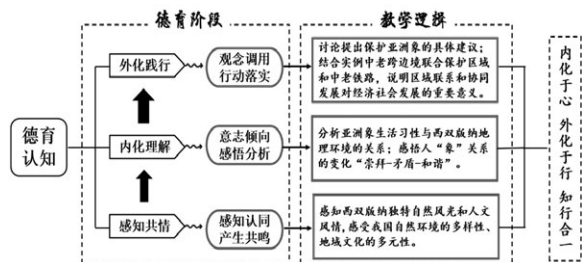 德育阶段
教学逻辑
德育
认知
外化践行
观念调用
行动落实
讨论提出保护亚洲象的具体建议；
结合实例中老跨边境联合保护区域
和中老铁路，说明区域联系和协同
发展对经济社会发展的重要意义。
内化理解
意志倾向
感悟分析
分析亚洲象生活习性与西双版纳地
理环境的关系；感悟人“象”关系
的变化“崇拜-矛盾-和谐”。
感知共情
感知认同
产生共鸣
感知西双版纳独特自然风光和人文
风情，感受我国自然环境的多样性、
地域文化的多元性。
内化于心 外化于行 知行合一